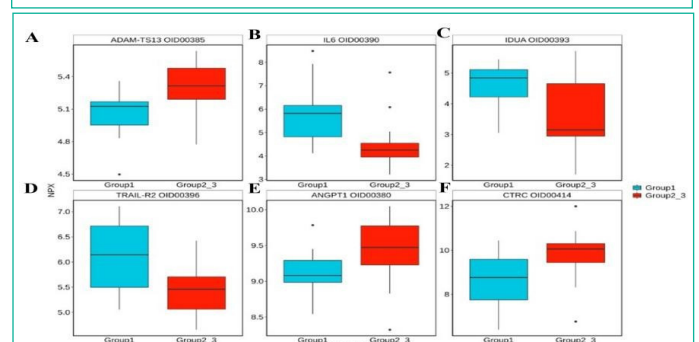 A ADAM-TS13 OID00385
B IL6 OID00390
C IDUA OID00393
5.4
5.1
4.8
4.5
8
7
6
5
4
3
5
4
3
2
Group1 Group2_3
Group1 Group2_3
Group1 Group2_3
D TRAIL-R2 OID00396
E ANGPT1 OID00380
F CTRC OID00414
NPX
7.0
6.5
6.0
5.5
5.0
10.0
9.5
9.0
8.5
12
10
8
Group1
Group2_3
Group1 Group2_3
Group1 Group2_3
Group1 Group2_3